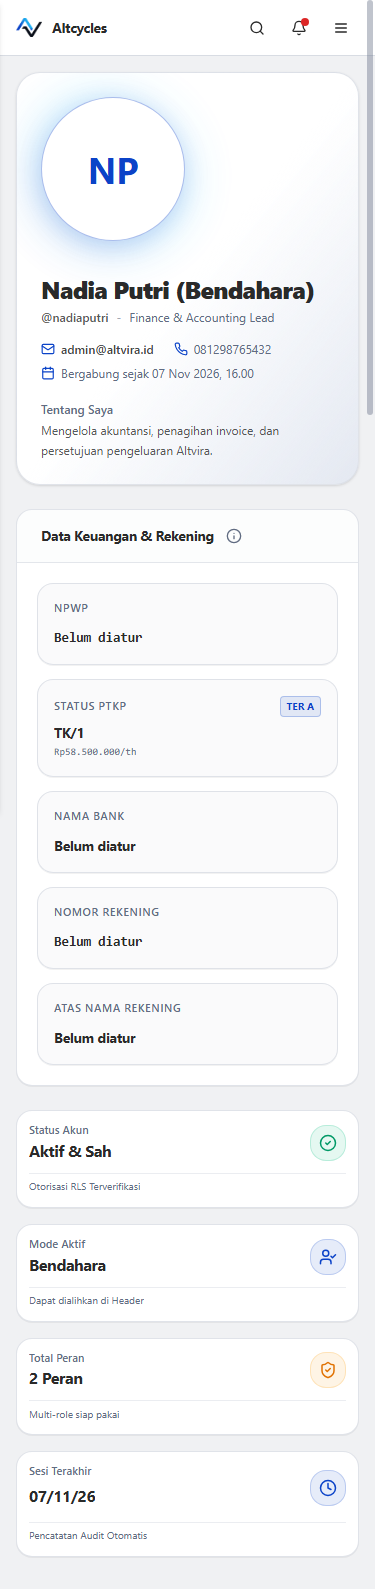 Altcycles
NP
Nadia Putri (Bendahara)
@nadiaputri - Finance & Accounting Lead
admin@altvira.id 081298765432
Bergabung sejak 07 Nov 2026, 16.00
Tentang Saya
Mengelola akuntansi, penagihan invoice, dan
persetujuan pengeluaran Altvira.
Data Keuangan & Rekening
NPWP
Belum diatur
STATUS PTKP TER A
TK/1
Rp58.500.000/th
NAMA BANK
Belum diatur
NOMOR REKENING
Belum diatur
ATAS NAMA REKENING
Belum diatur
Status Akun
Aktif & Sah
Otorisasi RLS Terverifikasi
Mode Aktif
Bendahara
Dapat dialihkan di Header
Total Peran
2 Peran
Multi-role siap pakai
Sesi Terakhir
07/11/26
Pencatatan Audit Otomatis